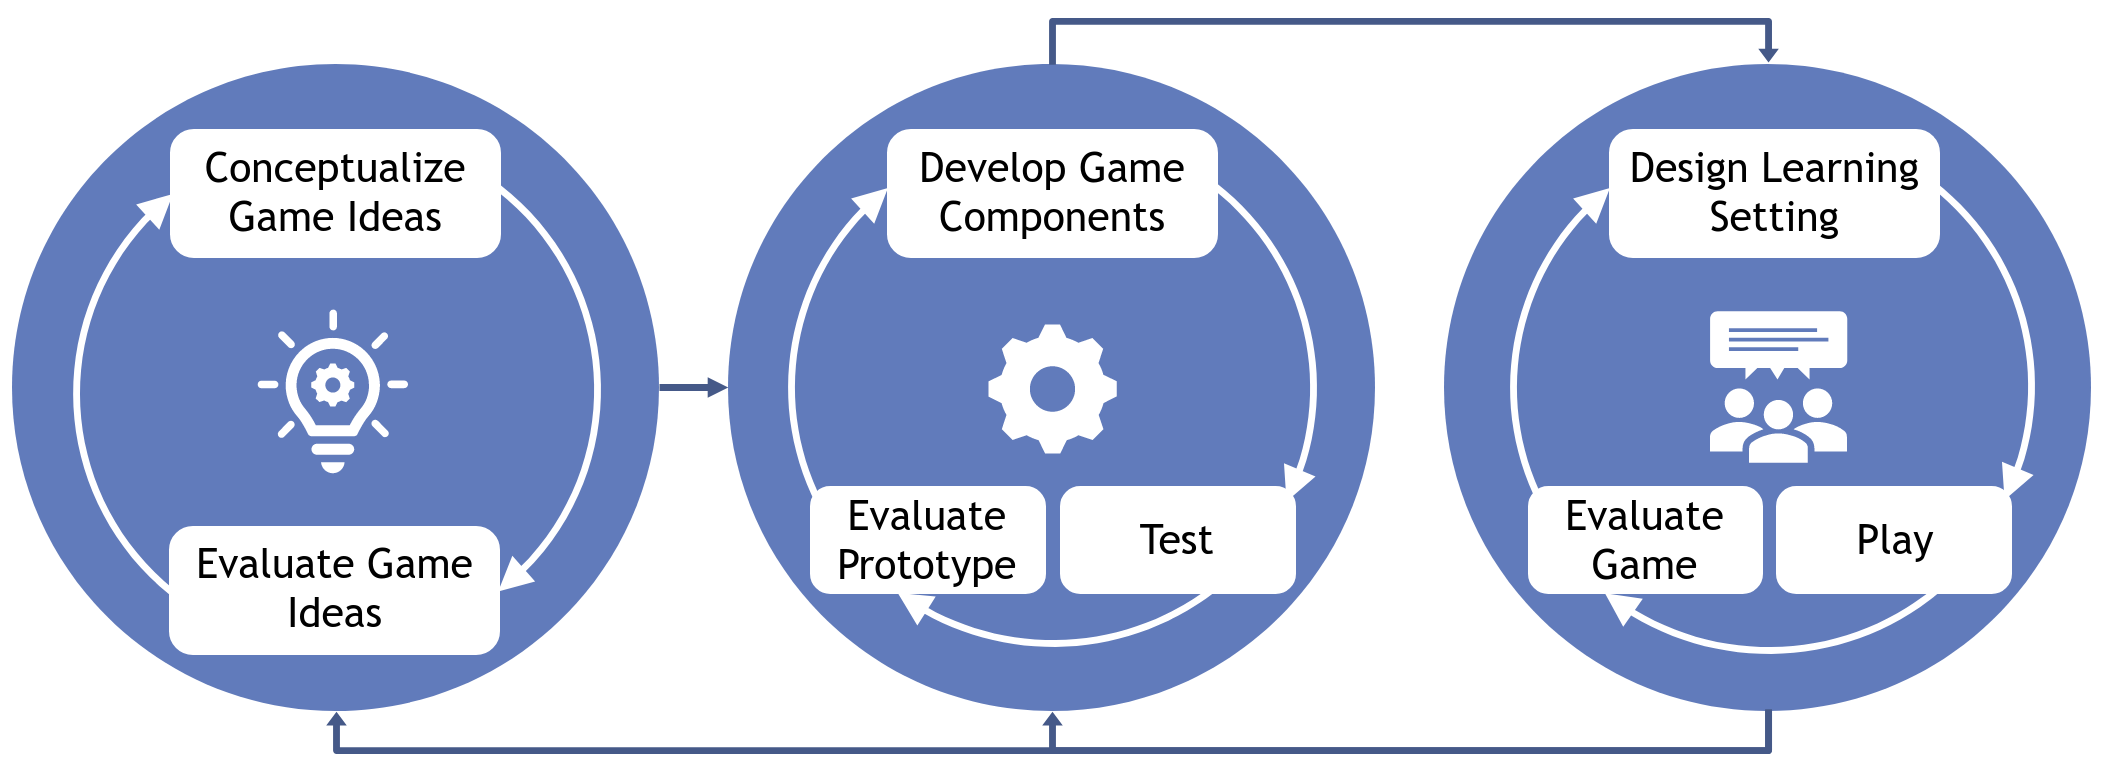 Conceptualize
Game Ideas
Evaluate Game
Ideas
Develop Game
Components
Evaluate
Prototype
Test
Design Learning
Setting
Evaluate
Game
Play